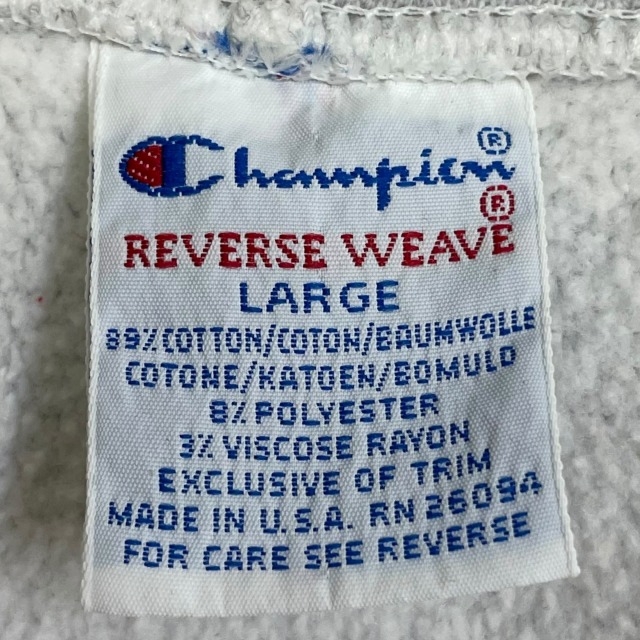 Champion®
REVERSE WEAVE®
LARGE
89% COTTON/COTON/BAUMWOLLE
COTONE/KATOEN/BOMULD
8% POLYESTER
3% VISCOSE RAYON
EXCLUSIVE OF TRIM
MADE IN U.S.A. RN 26094
FOR CARE SEE REVERSE